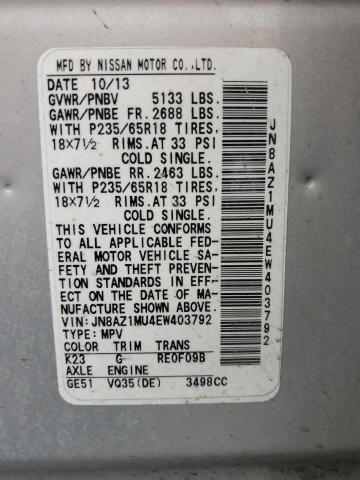 MFD BY NISSAN MOTOR CO.,LTD.
DATE 10/13
GVWR/PNBV 5133 LBS.
GAWR/PNBE FR. 2688 LBS.
WITH P235/65R18 TIRES,
18X7½ RIMS.AT 33 PSI
COLD SINGLE.
GAWR/PNBE RR. 2463 LBS.
WITH P235/65R18 TIRES,
18X7½ RIMS.AT 33 PSI
COLD SINGLE.
THIS VEHICLE CONFORMS
TO ALL APPLICABLE FED-
ERAL MOTOR VEHICLE SA-
FETY AND THEFT PREVEN-
TION STANDARDS IN EFF-
ECT ON THE DATE OF MA-
NUFACTURE SHOWN ABOVE.
VIN: JN8AZ1MU4EW403792
TYPE: MPV
COLOR TRIM TRANS
K23 G RE0F09B
AXLE ENGINE
GE51 VQ35(DE) 3498CC
JN8AZ1MU4EW403792